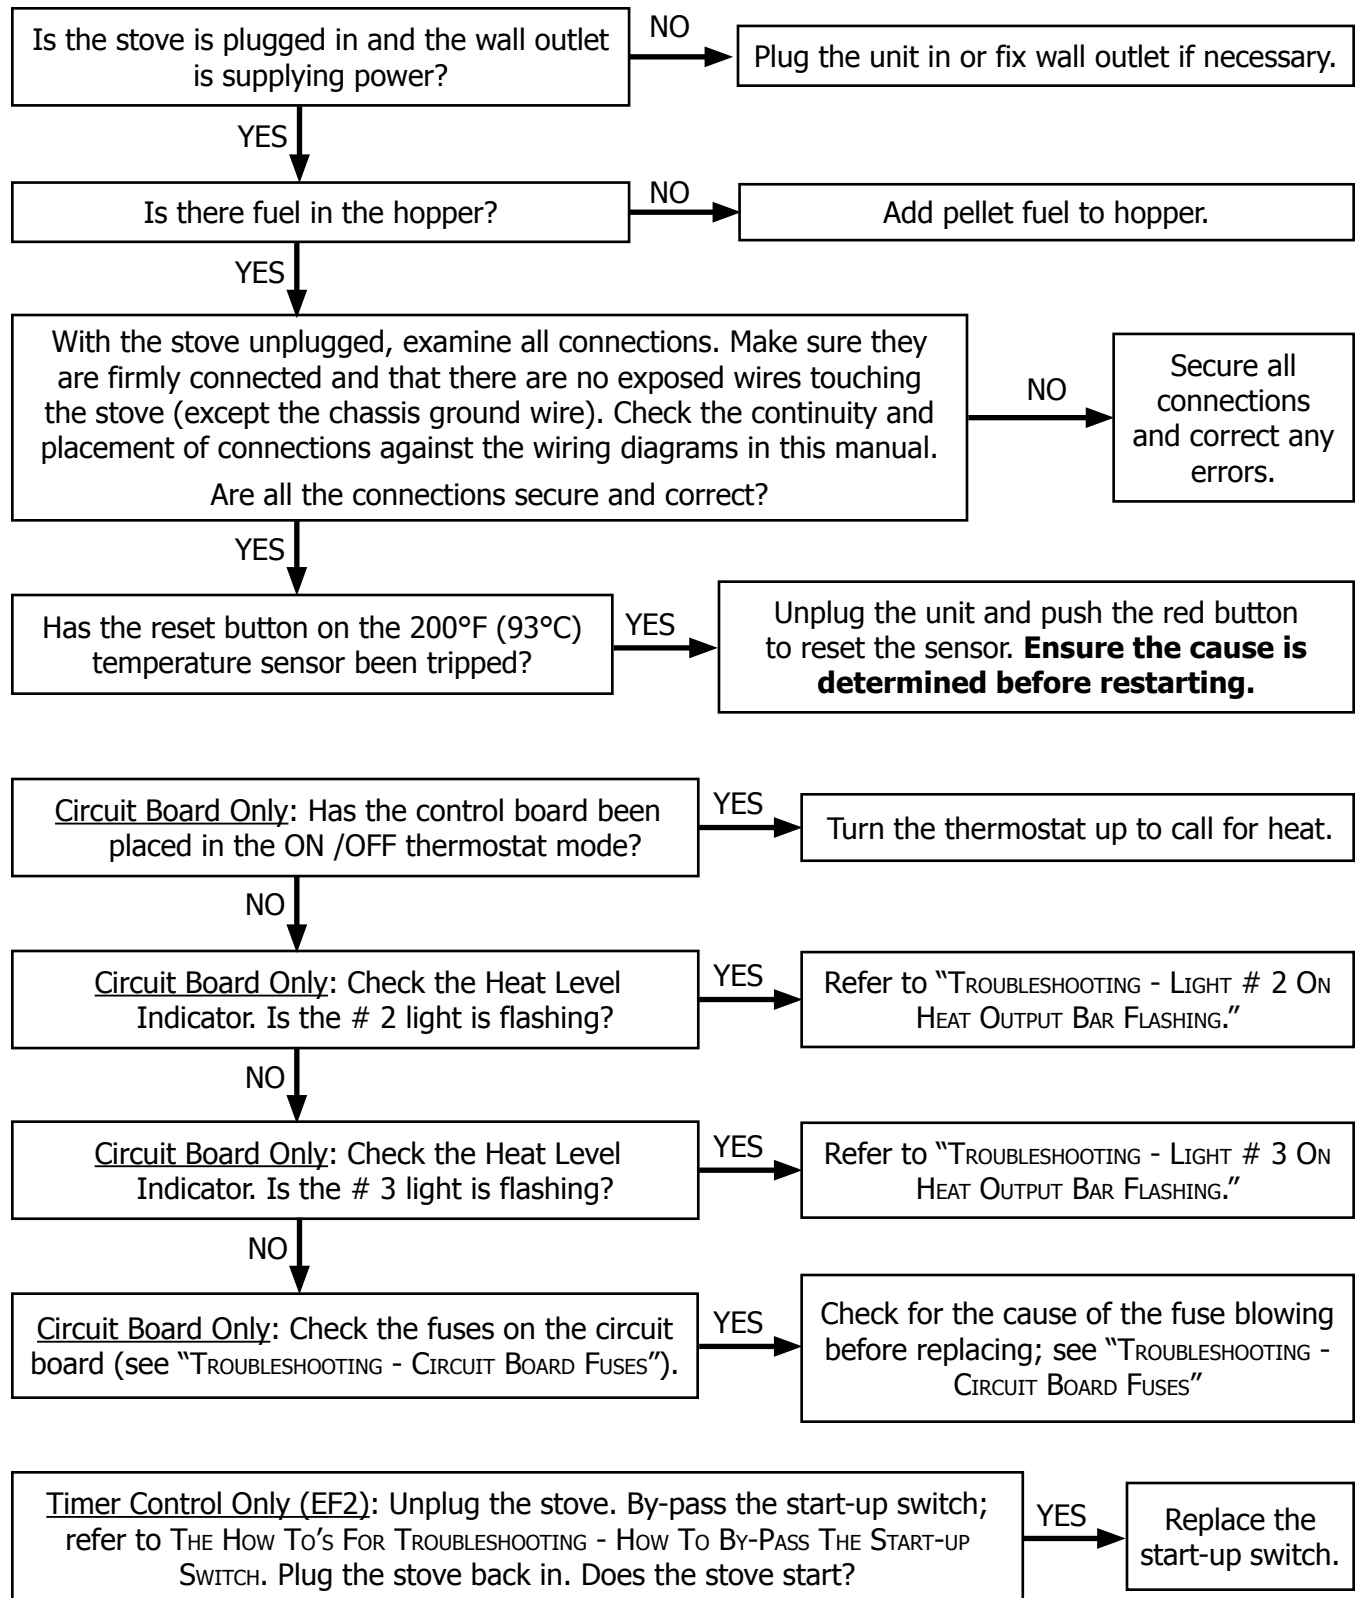 Is the stove is plugged in and the wall outlet
is supplying power?
NO
Plug the unit in or fix wall outlet if necessary.
YES
Is there fuel in the hopper?
NO
Add pellet fuel to hopper.
YES
With the stove unplugged, examine all connections. Make sure they
are firmly connected and that there are no exposed wires touching
the stove (except the chassis ground wire). Check the continuity and
placement of connections against the wiring diagrams in this manual.
Are all the connections secure and correct?
NO
Secure all
connections
and correct any
errors.
YES
Has the reset button on the 200°F (93°C)
temperature sensor been tripped?
YES
Unplug the unit and push the red button
to reset the sensor. Ensure the cause is
determined before restarting.
Circuit Board Only: Has the control board been
placed in the ON /OFF thermostat mode?
YES
Turn the thermostat up to call for heat.
NO
Circuit Board Only: Check the Heat Level
Indicator. Is the # 2 light is flashing?
YES
Refer to “Troubleshooting - Light # 2 On
Heat Output Bar Flashing.”
NO
Circuit Board Only: Check the Heat Level
Indicator. Is the # 3 light is flashing?
YES
Refer to “Troubleshooting - Light # 3 On
Heat Output Bar Flashing.”
NO
Circuit Board Only: Check the fuses on the circuit
board (see “Troubleshooting - Circuit Board Fuses”).
YES
Check for the cause of the fuse blowing
before replacing; see “Troubleshooting -
Circuit Board Fuses”
Timer Control Only (EF2): Unplug the stove. By-pass the start-up switch;
refer to The How To’s For Troubleshooting - How To By-Pass The Start-up
Switch. Plug the stove back in. Does the stove start?
YES
Replace the
start-up switch.